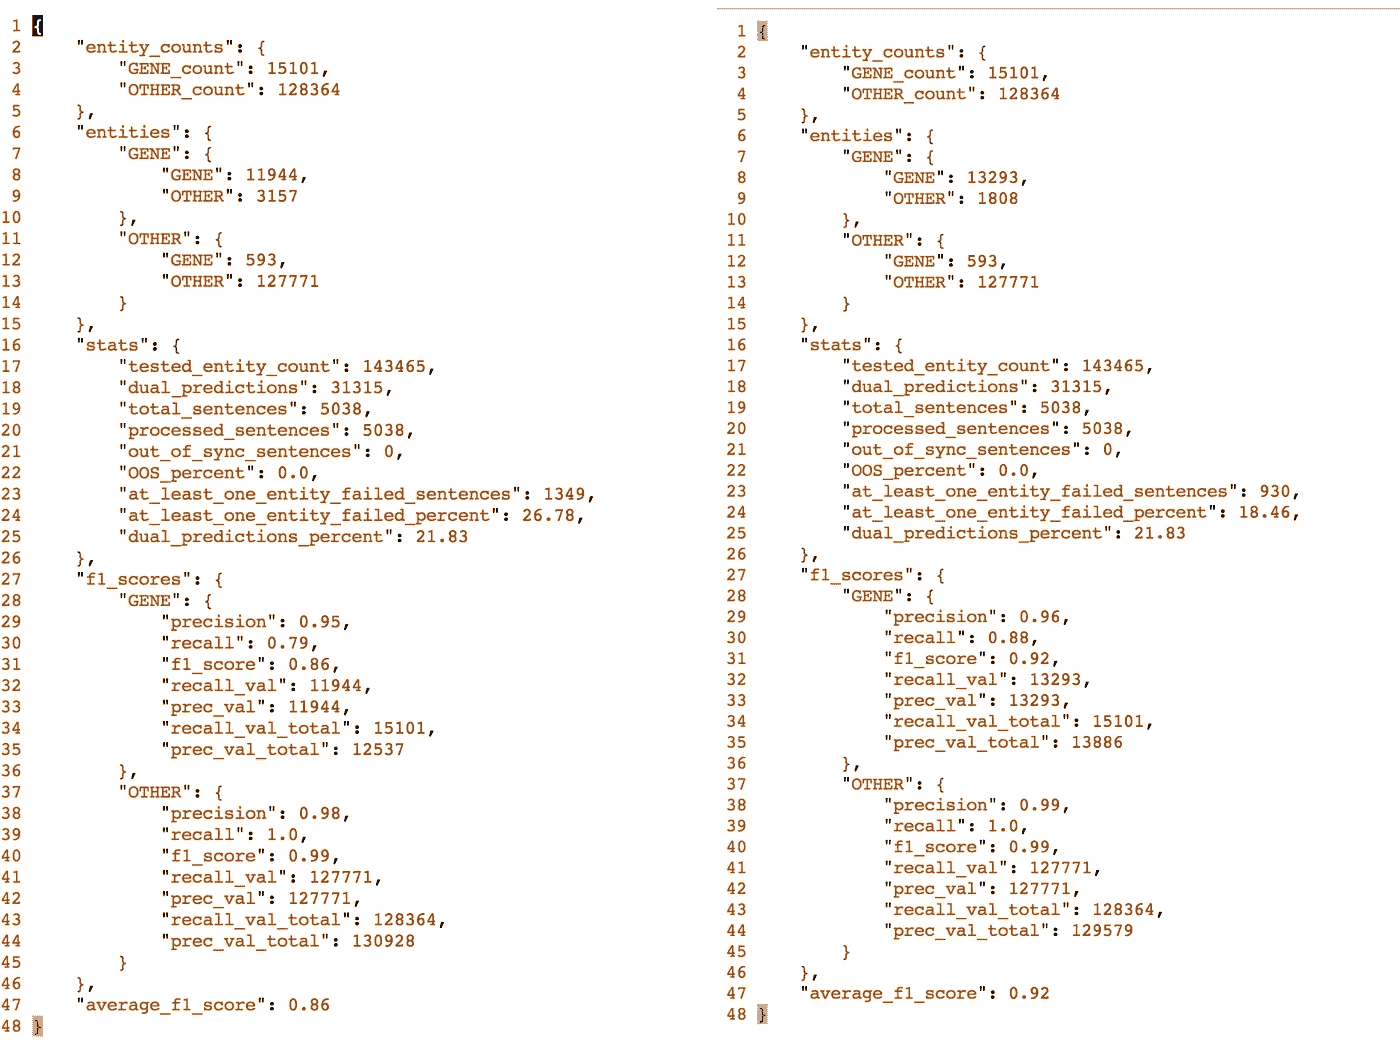 1 {
2 "entity_counts": {
3 "GENE_count": 15101,
4 "OTHER_count": 128364
5 },
6 "entities": {
7 "GENE": {
8 "GENE": 11944,
9 "OTHER": 3157
10 },
11 "OTHER": {
12 "GENE": 593,
13 "OTHER": 127771
14 }
15 },
16 "stats": {
17 "tested_entity_count": 143465,
18 "dual_predictions": 31315,
19 "total_sentences": 5038,
20 "processed_sentences": 5038,
21 "out_of_sync_sentences": 0,
22 "OOS_percent": 0.0,
23 "at_least_one_entity_failed_sentences": 1349,
24 "at_least_one_entity_failed_percent": 26.78,
25 "dual_predictions_percent": 21.83
26 },
27 "f1_scores": {
28 "GENE": {
29 "precision": 0.95,
30 "recall": 0.79,
31 "f1_score": 0.86,
32 "recall_val": 11944,
33 "prec_val": 11944,
34 "recall_val_total": 15101,
35 "prec_val_total": 12537
36 },
37 "OTHER": {
38 "precision": 0.98,
39 "recall": 1.0,
40 "f1_score": 0.99,
41 "recall_val": 127771,
42 "prec_val": 127771,
43 "recall_val_total": 128364,
44 "prec_val_total": 130928
45 }
46 },
47 "average_f1_score": 0.86
48 }
1 {
2 "entity_counts": {
3 "GENE_count": 15101,
4 "OTHER_count": 128364
5 },
6 "entities": {
7 "GENE": {
8 "GENE": 13293,
9 "OTHER": 1808
10 },
11 "OTHER": {
12 "GENE": 593,
13 "OTHER": 127771
14 }
15 },
16 "stats": {
17 "tested_entity_count": 143465,
18 "dual_predictions": 31315,
19 "total_sentences": 5038,
20 "processed_sentences": 5038,
21 "out_of_sync_sentences": 0,
22 "OOS_percent": 0.0,
23 "at_least_one_entity_failed_sentences": 930,
24 "at_least_one_entity_failed_percent": 18.46,
25 "dual_predictions_percent": 21.83
26 },
27 "f1_scores": {
28 "GENE": {
29 "precision": 0.96,
30 "recall": 0.88,
31 "f1_score": 0.92,
32 "recall_val": 13293,
33 "prec_val": 13293,
34 "recall_val_total": 15101,
35 "prec_val_total": 13886
36 },
37 "OTHER": {
38 "precision": 0.99,
39 "recall": 1.0,
40 "f1_score": 0.99,
41 "recall_val": 127771,
42 "prec_val": 127771,
43 "recall_val_total": 128364,
44 "prec_val_total": 129579
45 }
46 },
47 "average_f1_score": 0.92
48 }